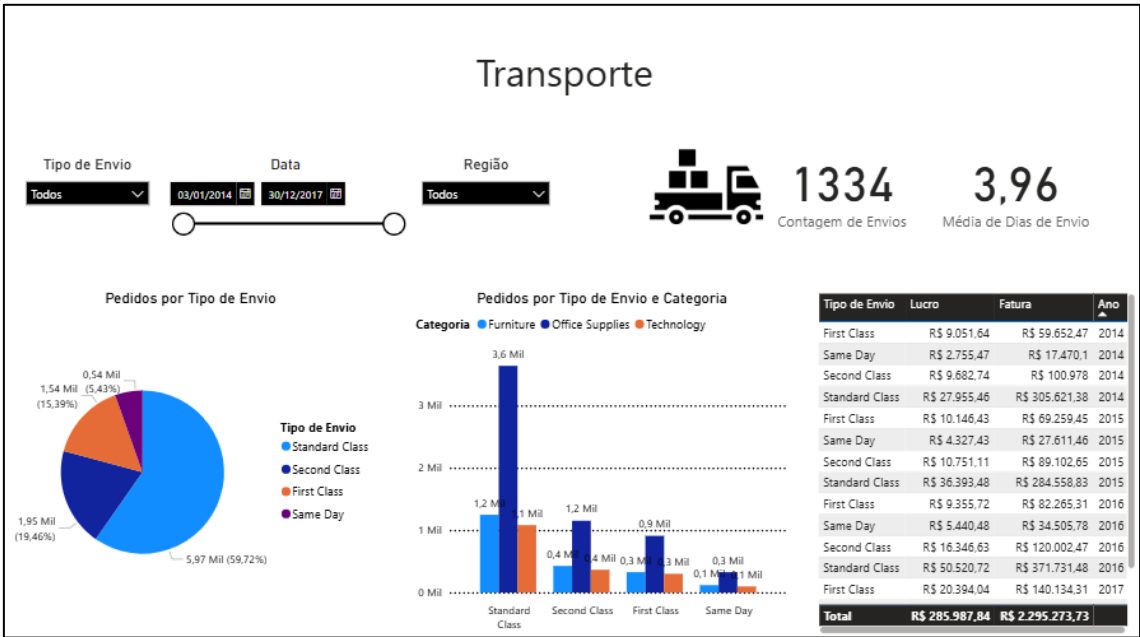 Transporte
Tipo de Envio
Todos
Data
03/01/2014 30/12/2017
Região
Todos
1334
Contagem de Envios
3,96
Média de Dias de Envio
Pedidos por Tipo de Envio
0,54 Mil
(5,43%)
1,54 Mil
(15,39%)
1,95 Mil
(19,46%)
5,97 Mil (59,72%)
Tipo de Envio
Standard Class
Second Class
First Class
Same Day
Pedidos por Tipo de Envio e Categoria
Categoria Furniture Office Supplies Technology
3 Mil
2 Mil
1 Mil
0 Mil
1,2 Mil 3,6 Mil 1,1 Mil
0,4 Mil 1,2 Mil 0,4 Mil
0,3 Mil 0,9 Mil 0,3 Mil
0,1 Mil 0,3 Mil 0,1 Mil
Standard
Class
Second Class
First Class
Same Day
Tipo de Envio Lucro Fatura Ano
First Class R$ 9.051,64 R$ 59.652,47 2014
Same Day R$ 2.755,47 R$ 17.470,1 2014
Second Class R$ 9.682,74 R$ 100.978 2014
Standard Class R$ 27.955,46 R$ 305.621,38 2014
First Class R$ 10.146,43 R$ 69.259,45 2015
Same Day R$ 4.327,43 R$ 27.611,46 2015
Second Class R$ 10.751,11 R$ 89.102,65 2015
Standard Class R$ 36.393,48 R$ 284.558,83 2015
First Class R$ 9.355,72 R$ 82.265,31 2016
Same Day R$ 5.440,48 R$ 34.505,78 2016
Second Class R$ 16.346,63 R$ 120.002,47 2016
Standard Class R$ 50.520,72 R$ 371.731,48 2016
First Class R$ 20.394,04 R$ 140.134,31 2017
Total R$ 285.987,84 R$ 2.295.273,73